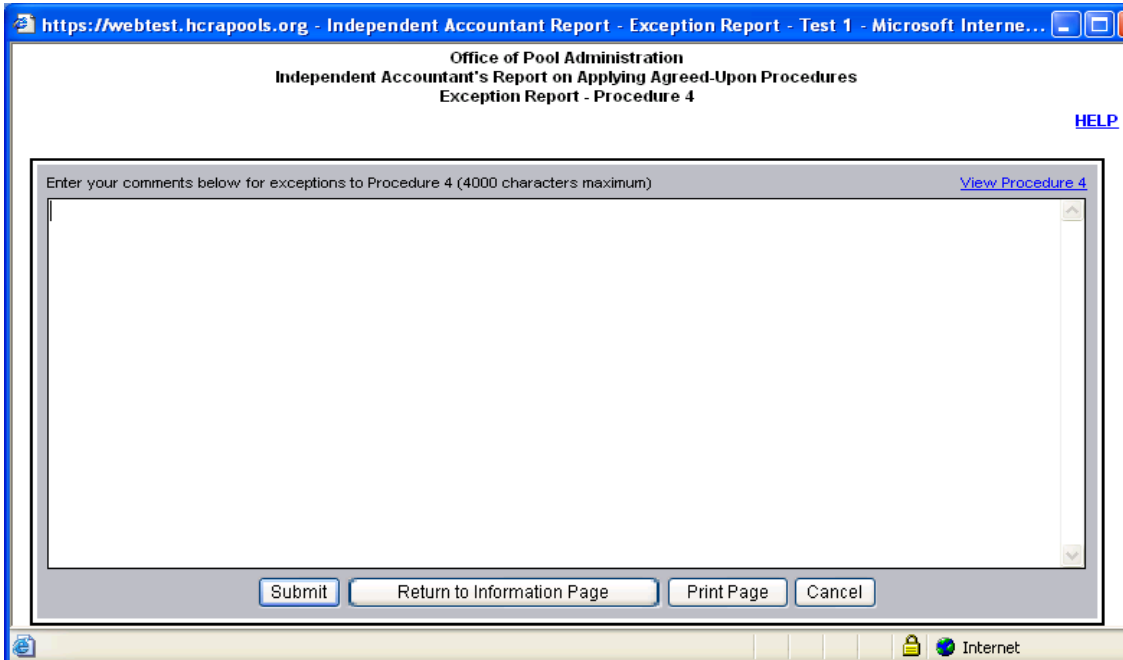 https://webtest.hcrapools.org - Independent Accountant Report - Exception Report - Test 1 - Microsoft Interne...
Office of Pool Administration
Independent Accountant's Report on Applying Agreed-Upon Procedures
Exception Report - Procedure 4
HELP
Enter your comments below for exceptions to Procedure 4 (4000 characters maximum) View Procedure 4
Submit Return to Information Page Print Page Cancel
Internet